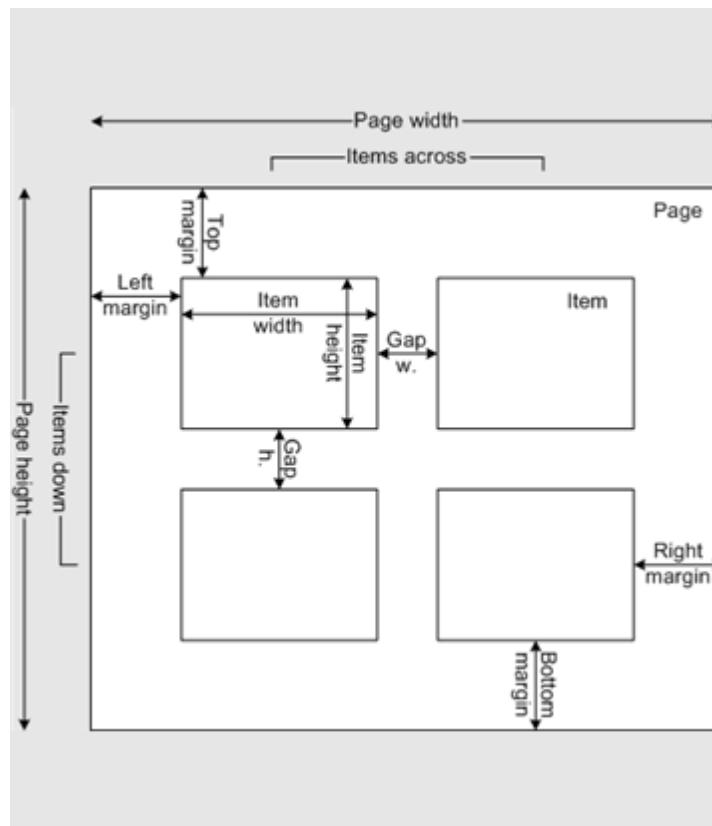 Page width
Items across
Page
Top
margin
Left
margin
Item
width
Item
height
Item
Gap
w.
Items down
Page height
Gap
h.
Right
margin
Bottom
margin